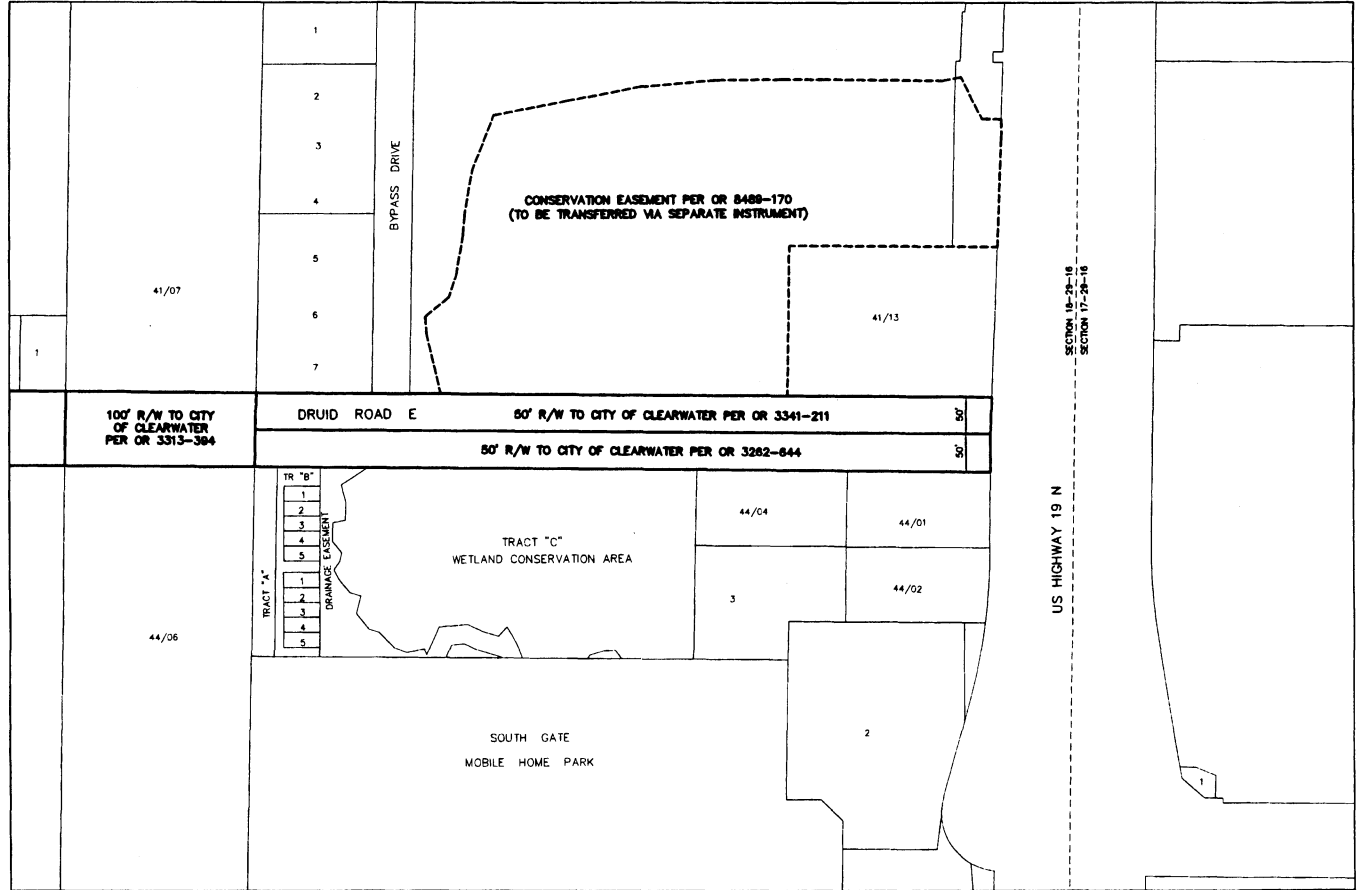 1
2
3
4
5
6
7
BYPASS DRIVE
CONSERVATION EASEMENT PER OR 8489-170
(TO BE TRANSFERRED VIA SEPARATE INSTRUMENT)
41/07
1
41/13
SECTION 18-29-16
SECTION 17-29-16
100' R/W TO CITY
OF CLEARWATER
PER OR 3313-394
DRUID ROAD E
50' R/W TO CITY OF CLEARWATER PER OR 3341-211
50'
50' R/W TO CITY OF CLEARWATER PER OR 3262-644
50'
TR "B"
1
2
3
4
5
1
2
3
4
5
TRACT "A"
DRAINAGE EASEMENT
TRACT "C"
WETLAND CONSERVATION AREA
44/04
44/01
44/02
3
44/06
US HIGHWAY 19 N
SOUTH GATE
MOBILE HOME PARK
2
1